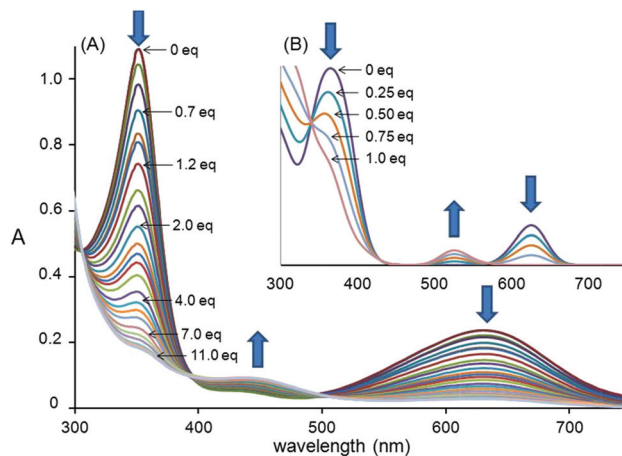 (A)
0 eq
0.7 eq
1.2 eq
2.0 eq
4.0 eq
7.0 eq
11.0 eq
1.0
0.8
0.6
0.4
0.2
0
A
300 400 500 600 700
wavelength (nm)
(B)
0 eq
0.25 eq
0.50 eq
0.75 eq
1.0 eq
300 400 500 600 700